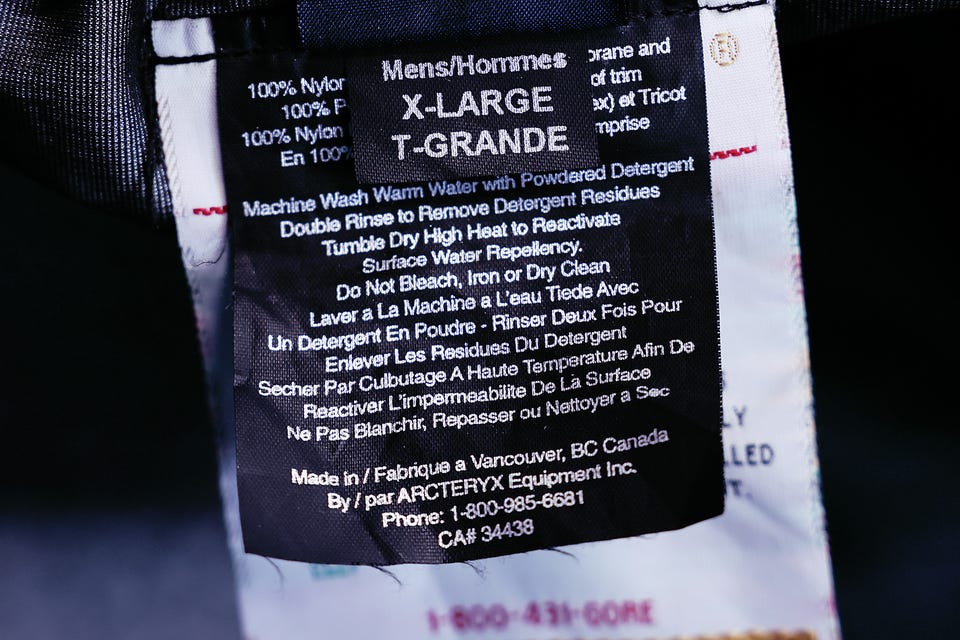 Mens/Hommes
X-LARGE
T-GRANDE
100% Nylon
100% P
100% Nylon
En 100%
brane and
of trim
ex) et Tricot
mprise
Machine Wash Warm Water with Powdered Detergent
Double Rinse to Remove Detergent Residues
Tumble Dry High Heat to Reactivate
Surface Water Repellency.
Do Not Bleach, Iron or Dry Clean
Laver a La Machine a L'eau Tiede Avec
Un Detergent En Poudre - Rinser Deux Fois Pour
Enlever Les Residues Du Detergent
Secher Par Culbutage A Haute Temperature Afin De
Reactiver L'impermeabilite De La Surface
Ne Pas Blanchir, Repasser ou Nettoyer a Sec
Made in / Fabrique a Vancouver, BC Canada
By / par ARCTERYX Equipment Inc.
Phone: 1-800-985-6681
CA# 34438
LY
LLED
T.
1-800-431-GORE